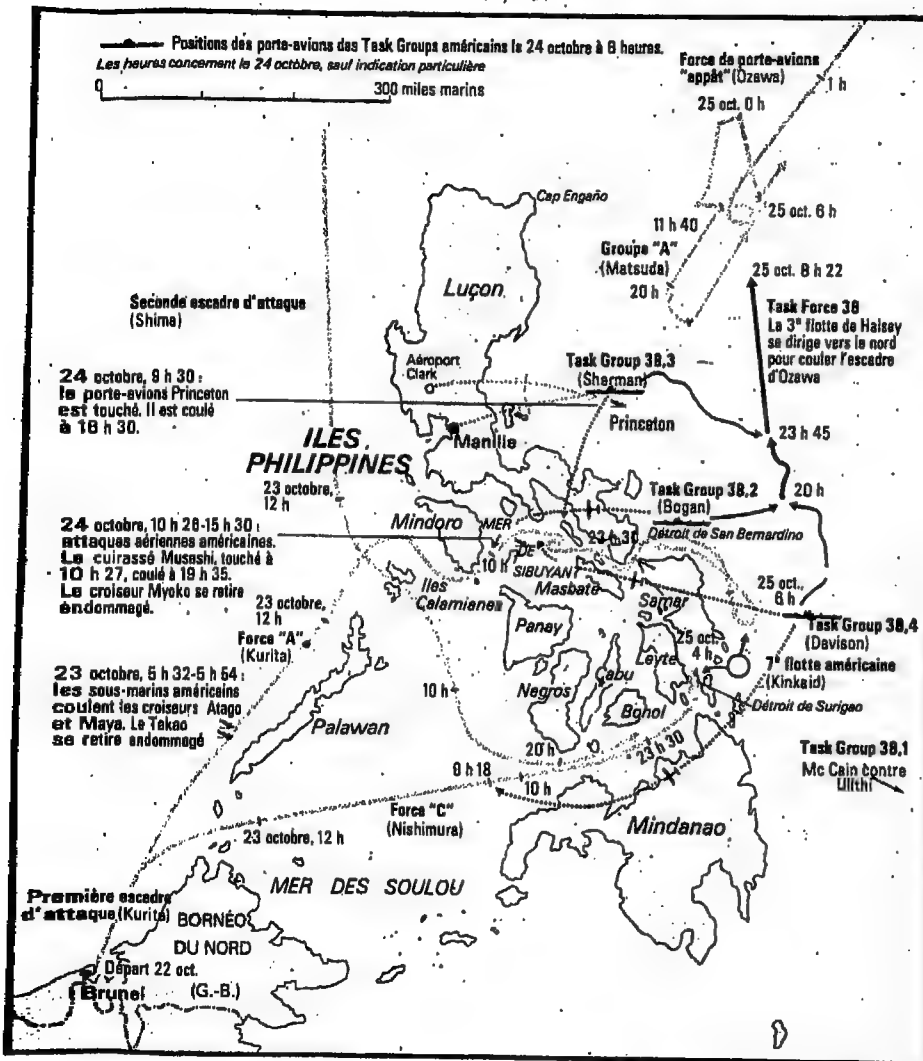 Positions des porte-avions des Task Groups américains le 24 octobre à 6 heures.
Les heures concernent le 24 octobre, sauf indication particulière
0
300 miles marins
Force de porte-avions
"appât" (Ozawa)
25 oct. 0 h
1 h
Cap Engaño
11 40
25 oct. 6 h
Groupe "A"
(Matsuda)
20 h
25 oct. 8 h 22
Luçon
Seconde escadre d'attaque
(Shima)
Task Force 38
La 3e flotte de Halsey
se dirige vers le nord
pour couler l'escadre
d'Ozawa
Aéroport
Clark
Task Group 38,3
(Sherman)
24 octobre, 9 h 30 :
le porte-avions Princeton
est touché. Il est coulé
à 18 h 30.
Princeton
Manille
23 h 45
ILES
PHILIPPINES
23 octobre,
12 h
Task Group 38,2
(Bogan)
20 h
Mindoro
MER
DE
SIBUYANT
23 h 30
Détroit de San Bernardino
24 octobre, 10 h 26-15 h 30 :
attaques aériennes américaines.
Le cuirassé Musashi, touché à
10 h 27, coulé à 19 h 35.
Le croiseur Myoko se retire
endommagé.
10 h
Masbate
Iles
Calamianes
Samar
25 oct.,
6 h
23 octobre,
12 h
Force "A"
(Kurita)
Panay
Task Group 38,4
(Davison)
25 oct.
4 h
Leyte
7e flotte américaine
(Kinkaid)
23 octobre, 5 h 32-5 h 54 :
les sous-marins américains
coulent les croiseurs Atago
et Maya. Le Takao
se retire endommagé
10 h
Negros
Çabu
Bohol
Détroit de Surigao
Palawan
20 h
23 h 30
9 h 18
10 h
Task Group 38,1
Mc Cain contre
Ulithi
Force "C"
(Nishimura)
23 octobre, 12 h
Mindanao
MER DES SOULOU
Première escadre
d'attaque (Kurita)
BORNÉO
DU NORD
(G.-B.)
Départ 22 oct.
Brunei